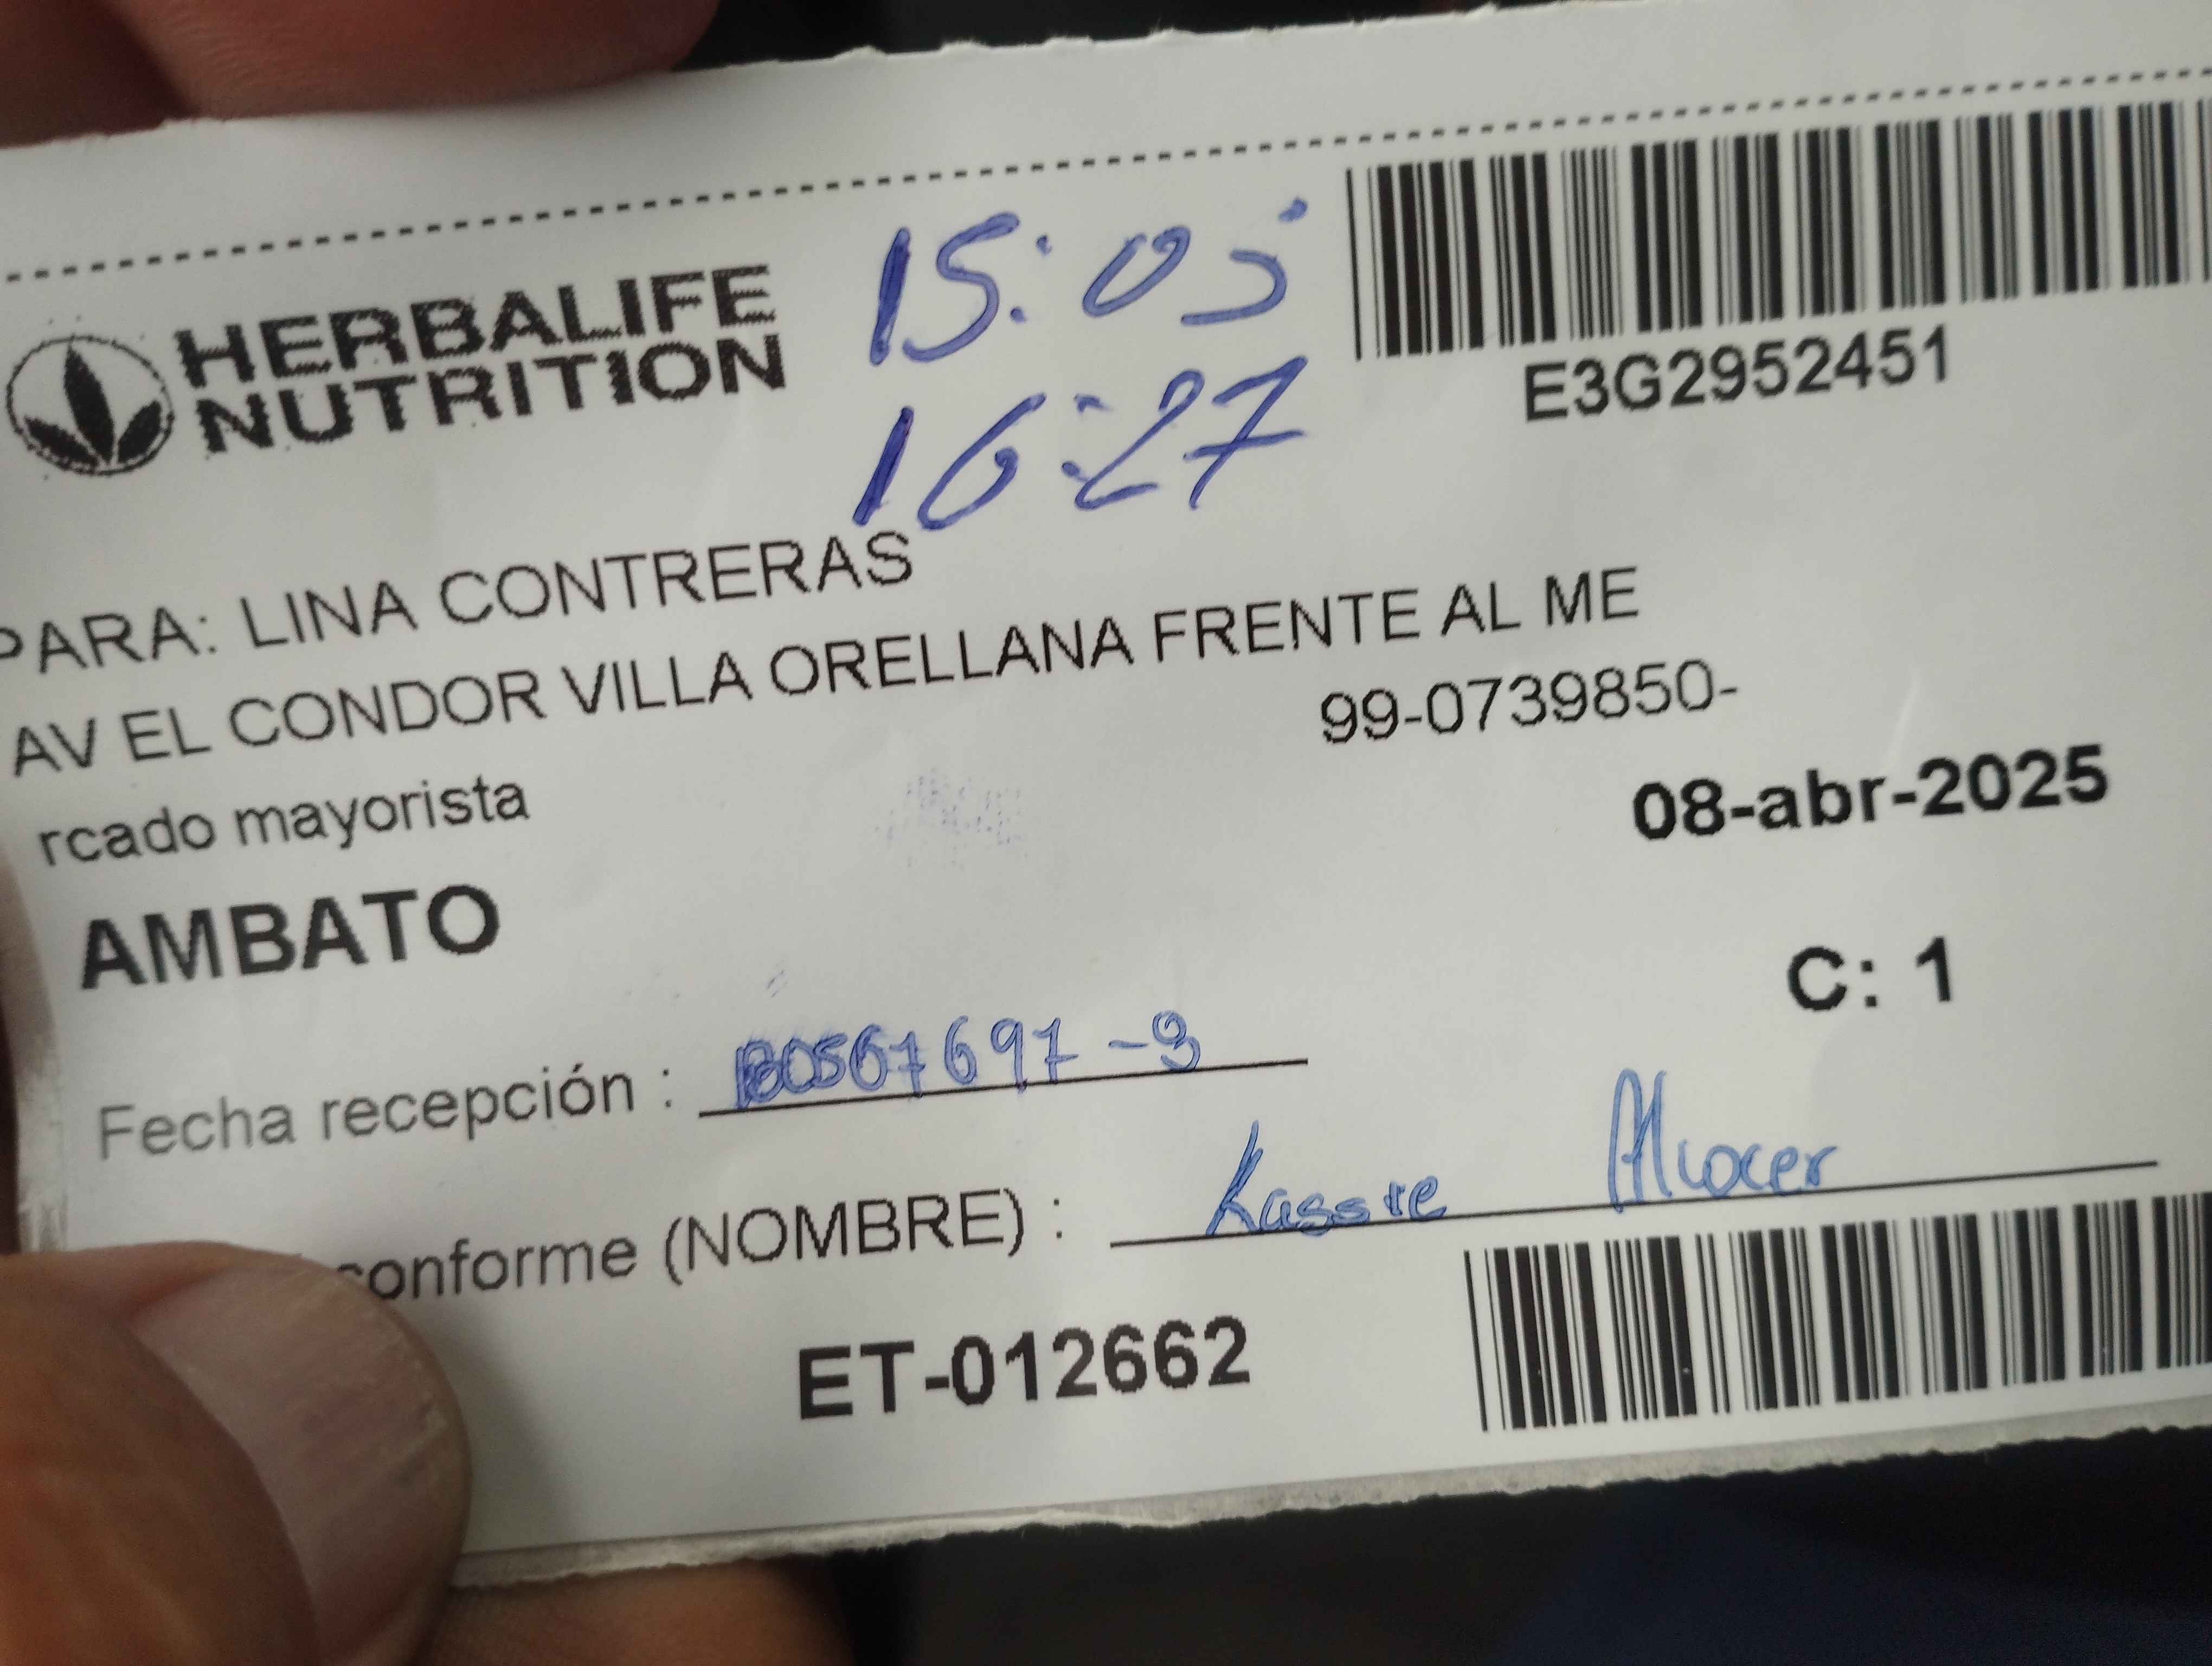 HERBALIFE
NUTRITION
15:05
16:27
E3G2952451
PARA: LINA CONTRERAS
AV EL CONDOR VILLA ORELLANA FRENTE AL ME
99-0739850-
rcado mayorista
08-abr-2025
AMBATO
C: 1
Fecha recepción :
conforme (NOMBRE) : Alcocer
ET-012662